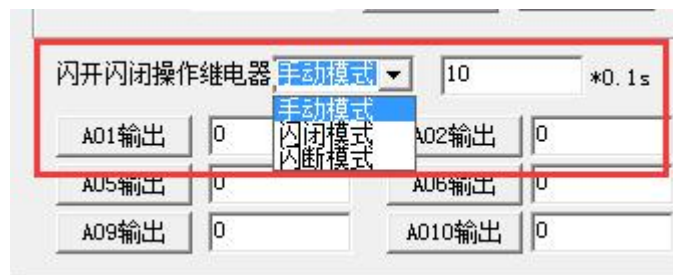 闪开闪闭操作继电器 手动模式 10 *0.1s
手动模式
闪闭模式
闪断模式
A01输出 0 A02输出 0
A05输出 0 A06输出 0
A09输出 0 A010输出 0